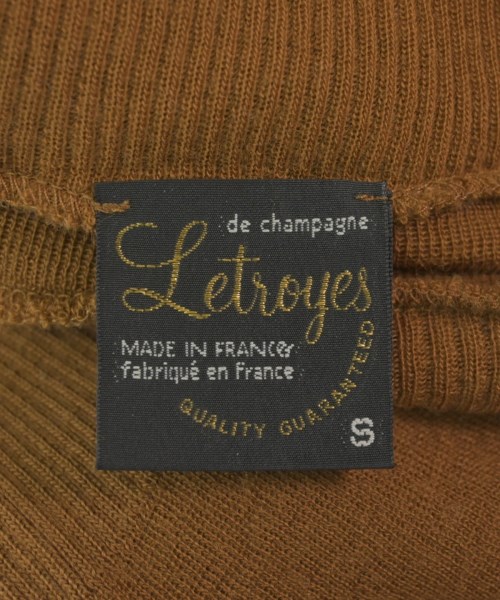 de champagne
Letroyes
MADE IN FRANCE
fabriqué en france
QUALITY GUARANTEED
S